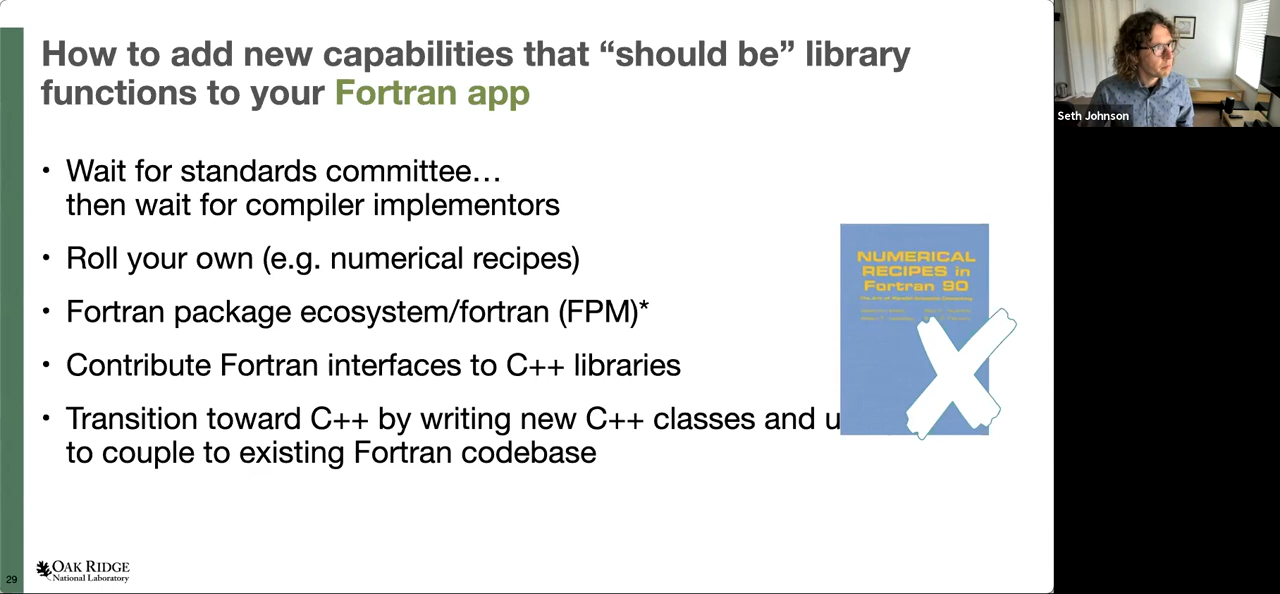 How to add new capabilities that “should be” library
functions to your Fortran app
• Wait for standards committee…
then wait for compiler implementors
• Roll your own (e.g. numerical recipes)
• Fortran package ecosystem/fortran (FPM)*
• Contribute Fortran interfaces to C++ libraries
• Transition toward C++ by writing new C++ classes and u
to couple to existing Fortran codebase
NUMERICAL
RECIPES in
Fortran 90
29
OAK RIDGE
National Laboratory
Seth Johnson